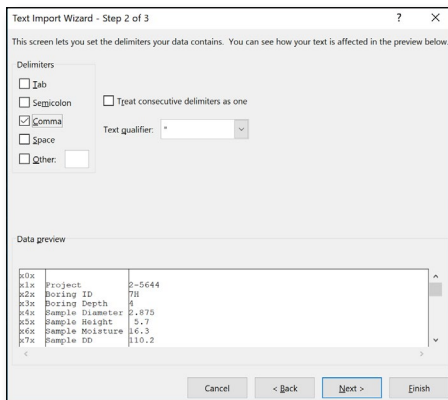 Text Import Wizard - Step 2 of 3 ? X
This screen lets you set the delimiters your data contains. You can see how your text is affected in the preview below.
Delimiters
Tab
Semicolon
Comma
Space
Other:
Treat consecutive delimiters as one
Text qualifier: "
Data preview
x0x
x1x Project 2-5644
x2x Boring ID 7H
x3x Boring Depth 4
x4x Sample Diameter 2.875
x5x Sample Height 5.7
x6x Sample Moisture 16.3
x7x Sample DD 110.2
Cancel < Back Next > Finish